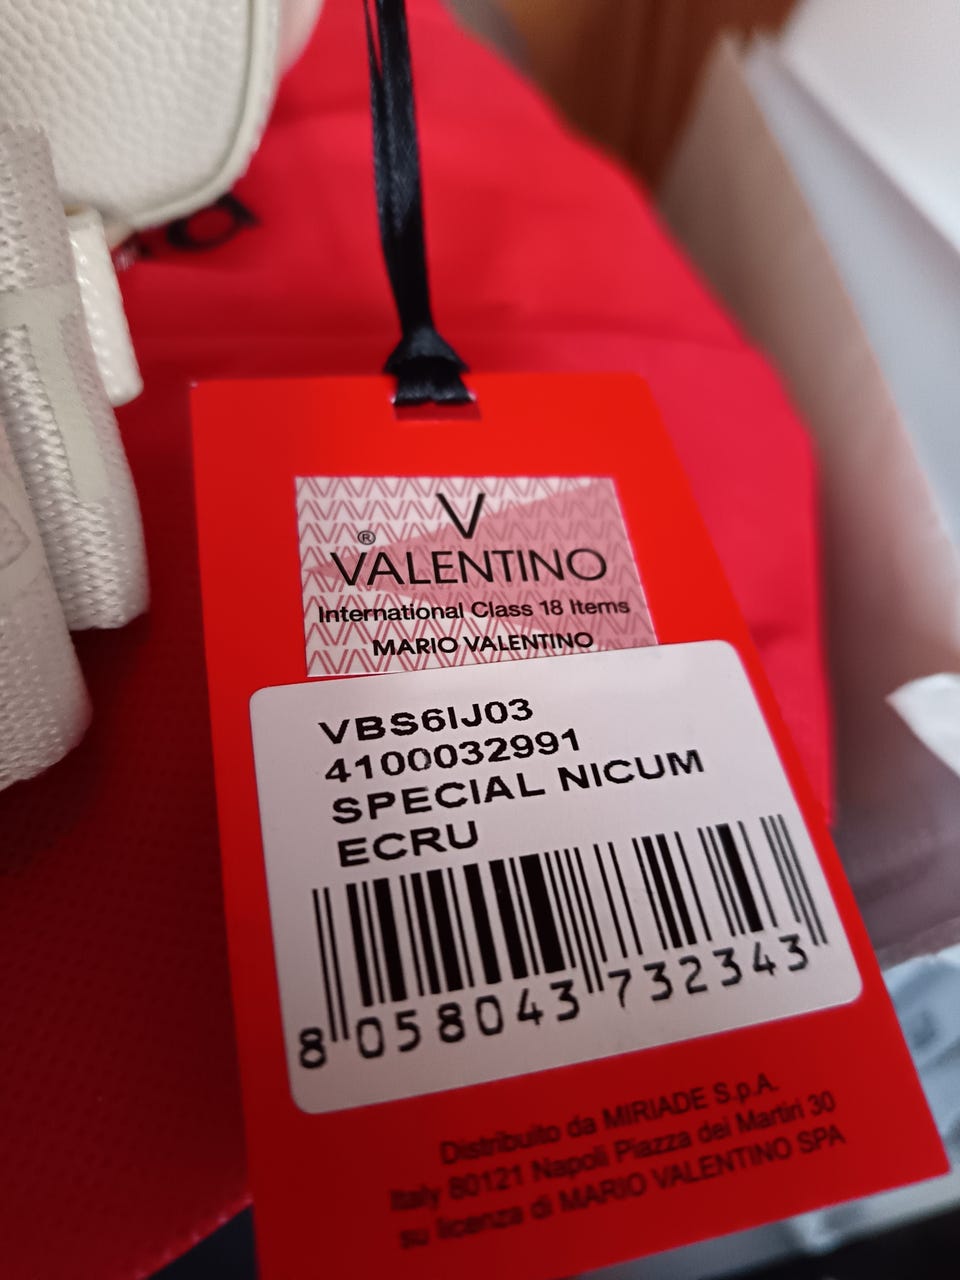 V
® VALENTINO
International Class 18 Items
MARIO VALENTINO
VBS6IJ03
4100032991
SPECIAL NICUM
ECRU
8 058043 732343
Distribuito da MIRIADE S.p.A.
Italy 80121 Napoli Piazza dei Martiri 30
su licenza di MARIO VALENTINO SPA